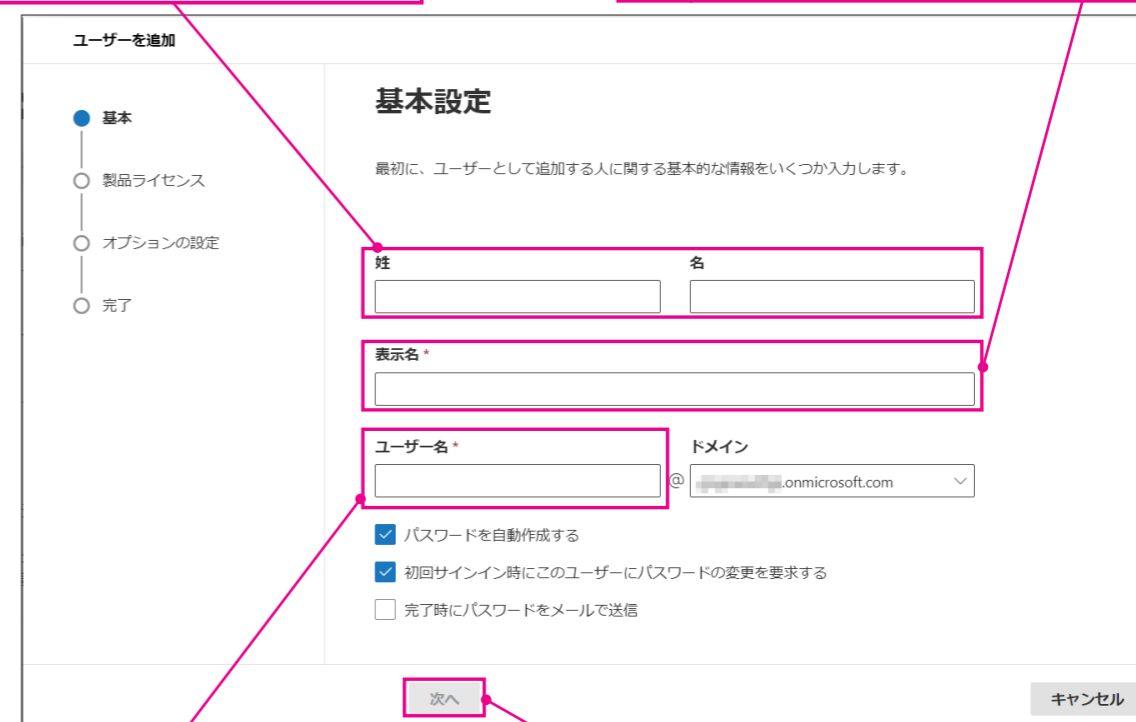 ユーザーを追加
基本
製品ライセンス
オプションの設定
完了
基本設定
最初に、ユーザーとして追加する人に関する基本的な情報をいくつか入力します。
姓 名
表示名 *
ユーザー名 * ドメイン
@ .onmicrosoft.com
パスワードを自動作成する
初回サインイン時にこのユーザーにパスワードの変更を要求する
完了時にパスワードをメールで送信
次へ キャンセル